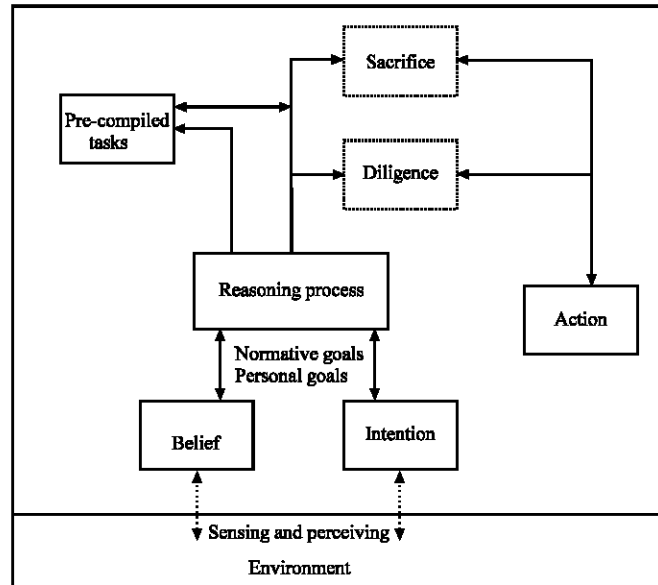 Sacrifice
Pre-compiled
tasks
Diligence
Reasoning process
Action
Normative goals
Personal goals
Belief
Intention
Sensing and perceiving
Environment